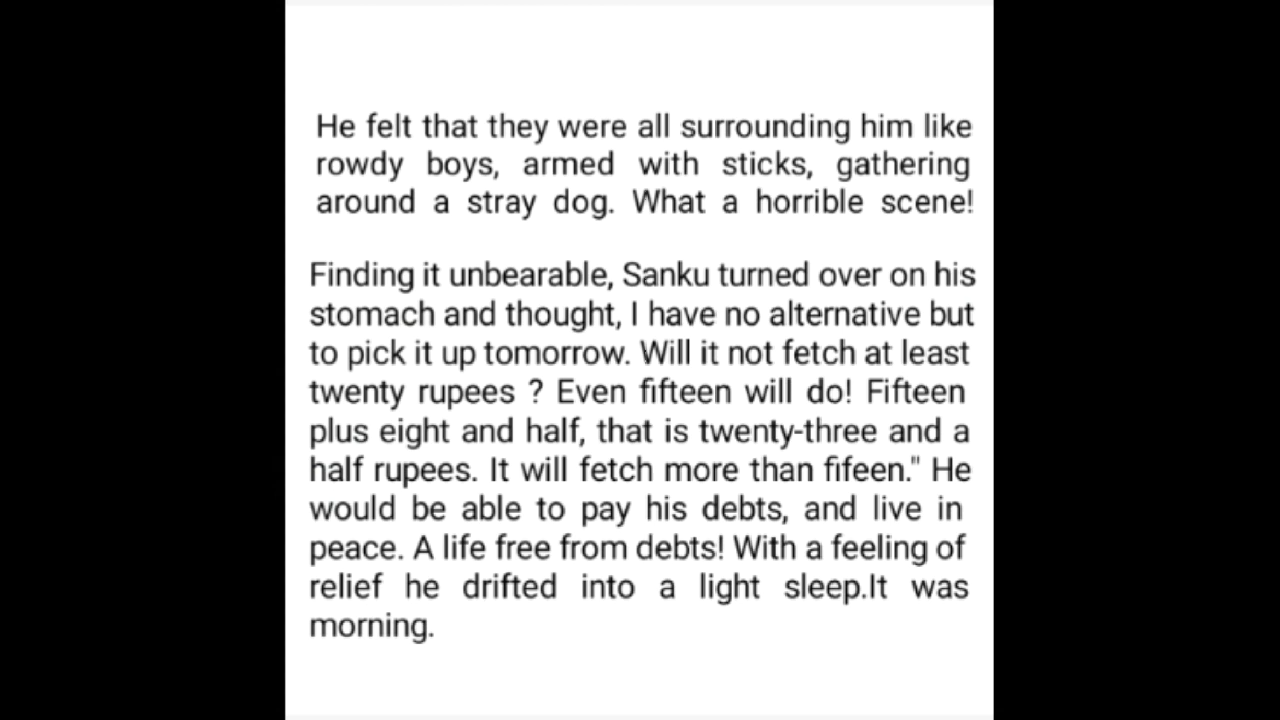 He felt that they were all surrounding him like
rowdy boys, armed with sticks, gathering
around a stray dog. What a horrible scene!
Finding it unbearable, Sanku turned over on his
stomach and thought, I have no alternative but
to pick it up tomorrow. Will it not fetch at least
twenty rupees ? Even fifteen will do! Fifteen
plus eight and half, that is twenty-three and a
half rupees. It will fetch more than fifeen." He
would be able to pay his debts, and live in
peace. A life free from debts! With a feeling of
relief he drifted into a light sleep.It was
morning.